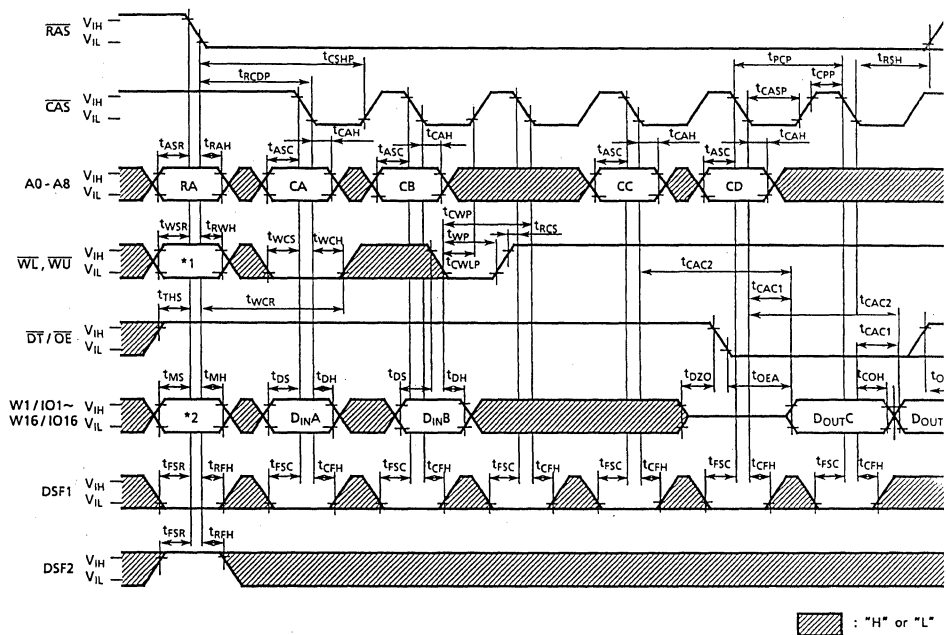 RAS VIH
VIL
tCSHP tPCP tRSH
tRCDP tCPP
CAS VIH tCASP
VIL
tCAH tCAH tCAH tCAH
tASR tRAH tASC tASC tASC tASC
A0 - A8 VIH RA CA CB CC CD
VIL
tCWP
tWSR tRWH tWCS tWCH tWP tRCS
WL , WU VIH *1 tCWLP tCAC2
VIL
tCAC1
tTHS tWCR tCAC2
DT / OE VIH tCAC1
VIL
tMS tMH tDS tDH tDS tDH tDZO tOEA tCOH tO
W1 / IO1~ VIH *2 DINA DINB DOUTC DOUT
W16 / IO16 VIL
tFSR tRFH tFSC tCFH tFSC tCFH tFSC tCFH tFSC tCFH tFSC tCFH tFSC tCFH
DSF1 VIH
VIL
tFSR tRFH
DSF2 VIH
VIL
: "H" or "L"